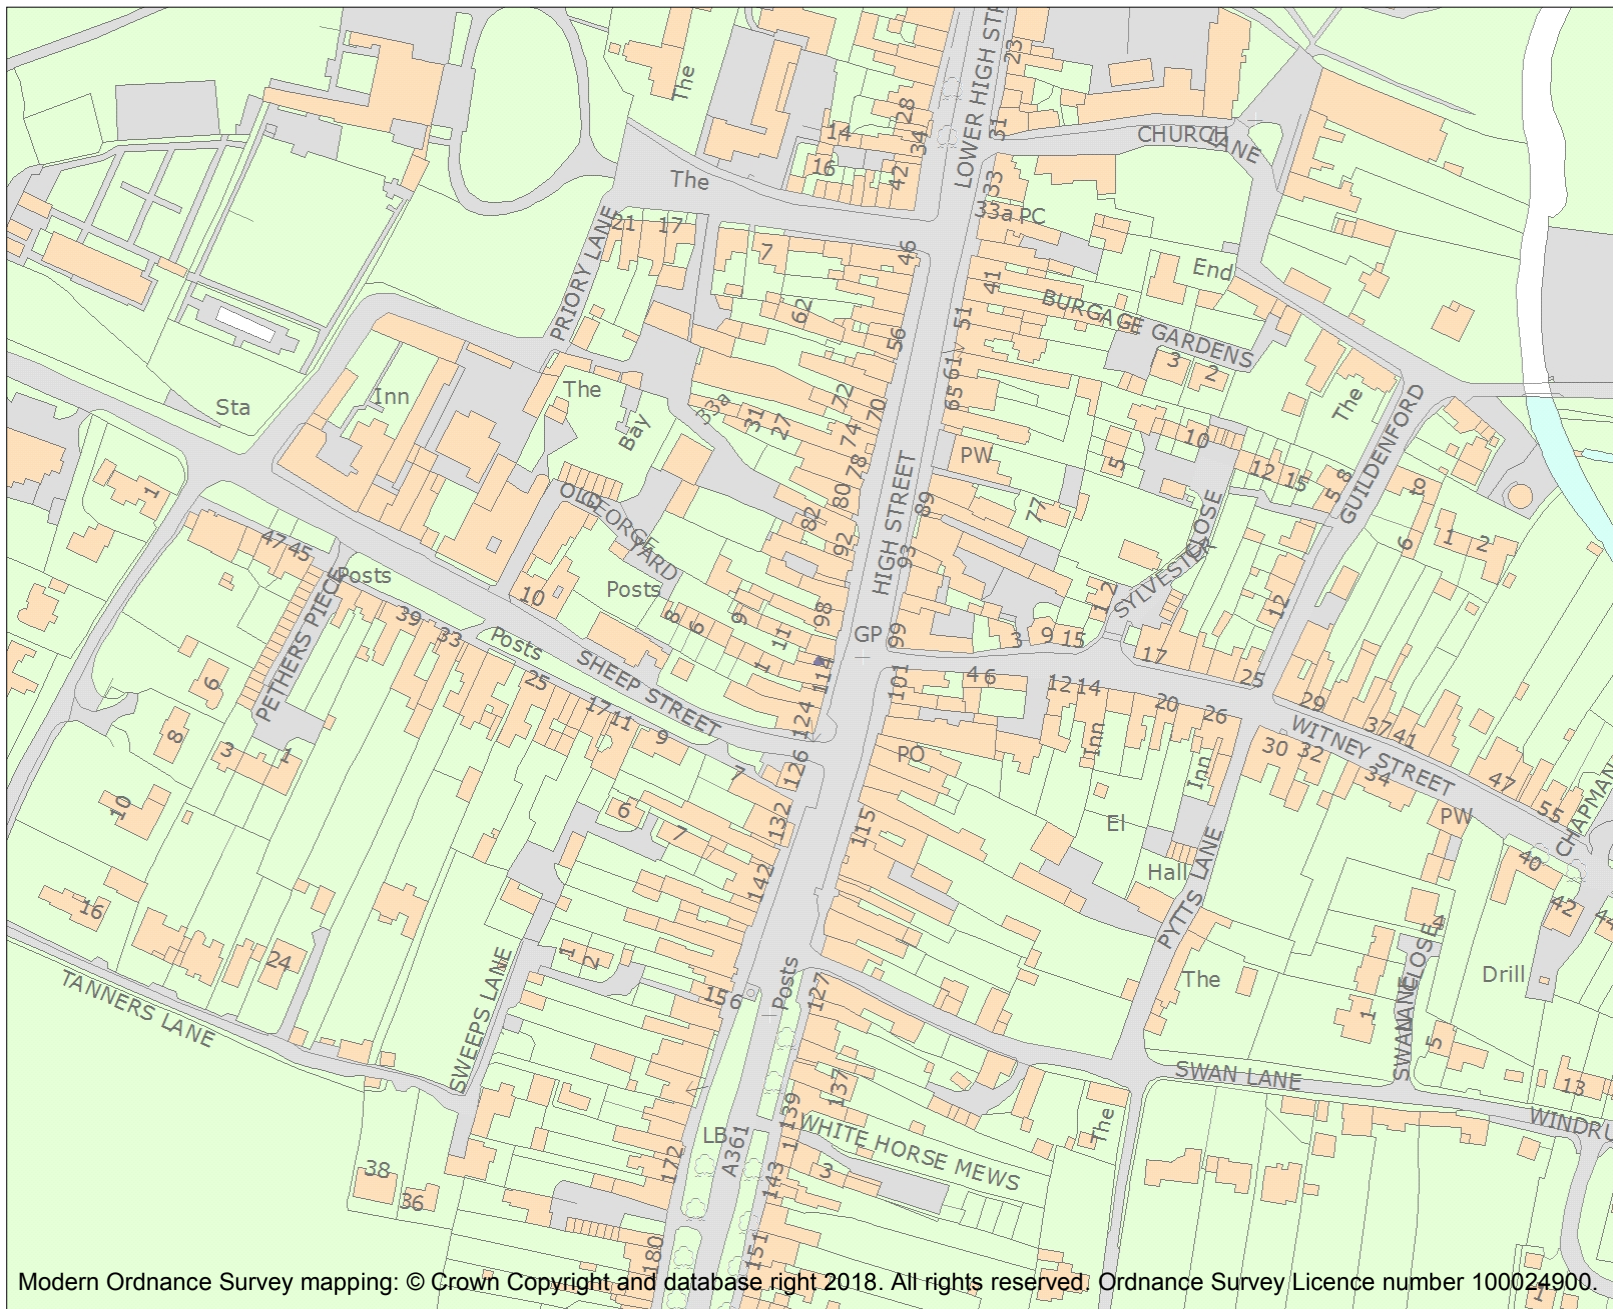 LOWER HIGH STR
23
The
28
14
34
31
CHURCH LANE
16
42
The
33
33a PC
21
17
7
46
End
PRIORY LANE
41
BURGAGE GARDENS
62
51
56
61
3
2
Inn
The
72
65
The
Sta
33a
31
27
70
74
Bay
78
PW
10
5
12
15
5
8
GUILDENFORD
to
1
OLD GEORGE YARD
80
82
89
77
CLOSE
HIGH STREET
92
93
6
1
2
47
45
Posts
PETHERS PIECE
Posts
10
SYLVESTER
1
2
12
39
33
Posts
8
6
9
11
98
GP
99
3
9
15
17
25
SHEEP STREET
1
114
101
4
6
12
14
20
26
29
6
25
17
11
9
124
37
41
WITNEY STREET
8
3
1
7
126
PO
Inn
Inn
30
32
34
47
55
CHAPMAN
10
6
7
132
115
El
PW
40
142
Hall
PYTTS LANE
16
42
44
4
SWAN LANE CLOSE
24
1
2
The
Drill
TANNERS LANE
SWEEPS LANE
156
Posts
127
1
5
SWAN LANE
13
137
139
The
WINDRU
LB
A361
1
WHITE HORSE MEWS
172
143
3
38
36
180
151
1
Modern Ordnance Survey mapping: © Crown Copyright and database right 2018. All rights reserved. Ordnance Survey Licence number 100024900.